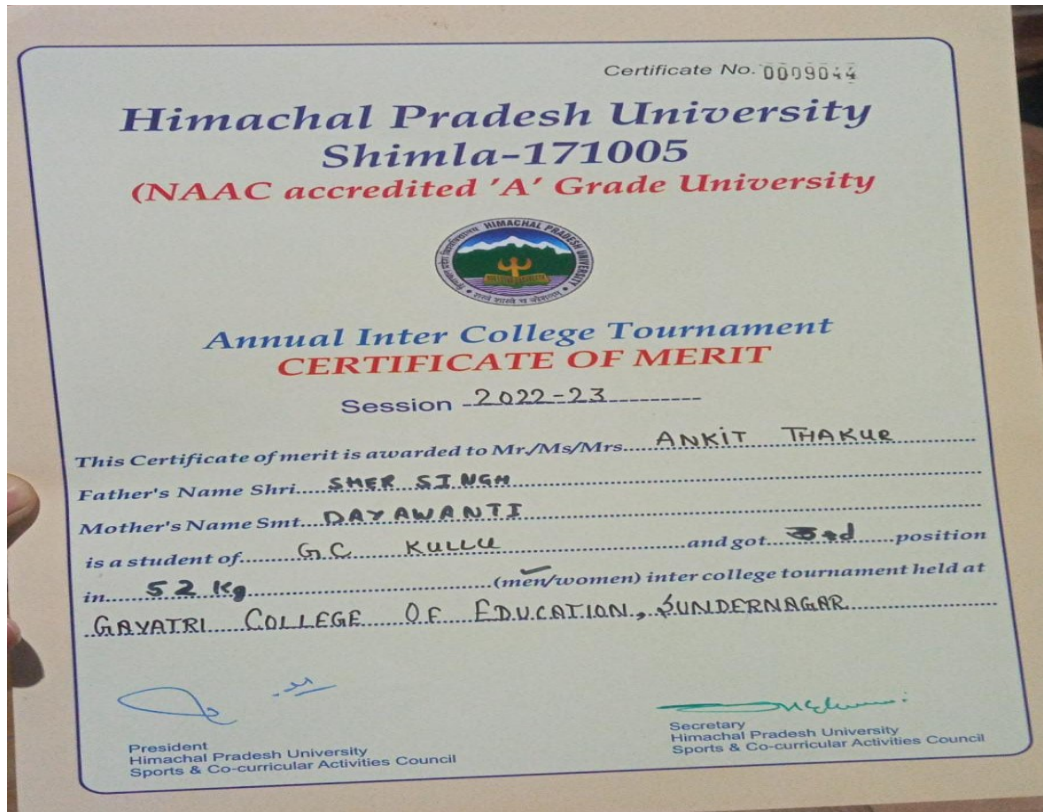 Certificate No. 0009044
Himachal Pradesh University
Shimla-171005
(NAAC accredited 'A' Grade University
HIMACHAL PRADESH UNIVERSITY
Annual Inter College Tournament
CERTIFICATE OF MERIT
Session 2022-23
This Certificate of merit is awarded to Mr./Ms/Mrs. ANKIT THAKUR
Father's Name Shri SHER SINGH
Mother's Name Smt. DAYAWANTI
is a student of G.C. KULLU and got 3rd position
in 52 Kg (men/women) inter college tournament held at
GAYATRI COLLEGE OF EDUCATION, SUNDERNAGAR
President
Himachal Pradesh University
Sports & Co-curricular Activities Council
Secretary
Himachal Pradesh University
Sports & Co-curricular Activities Council